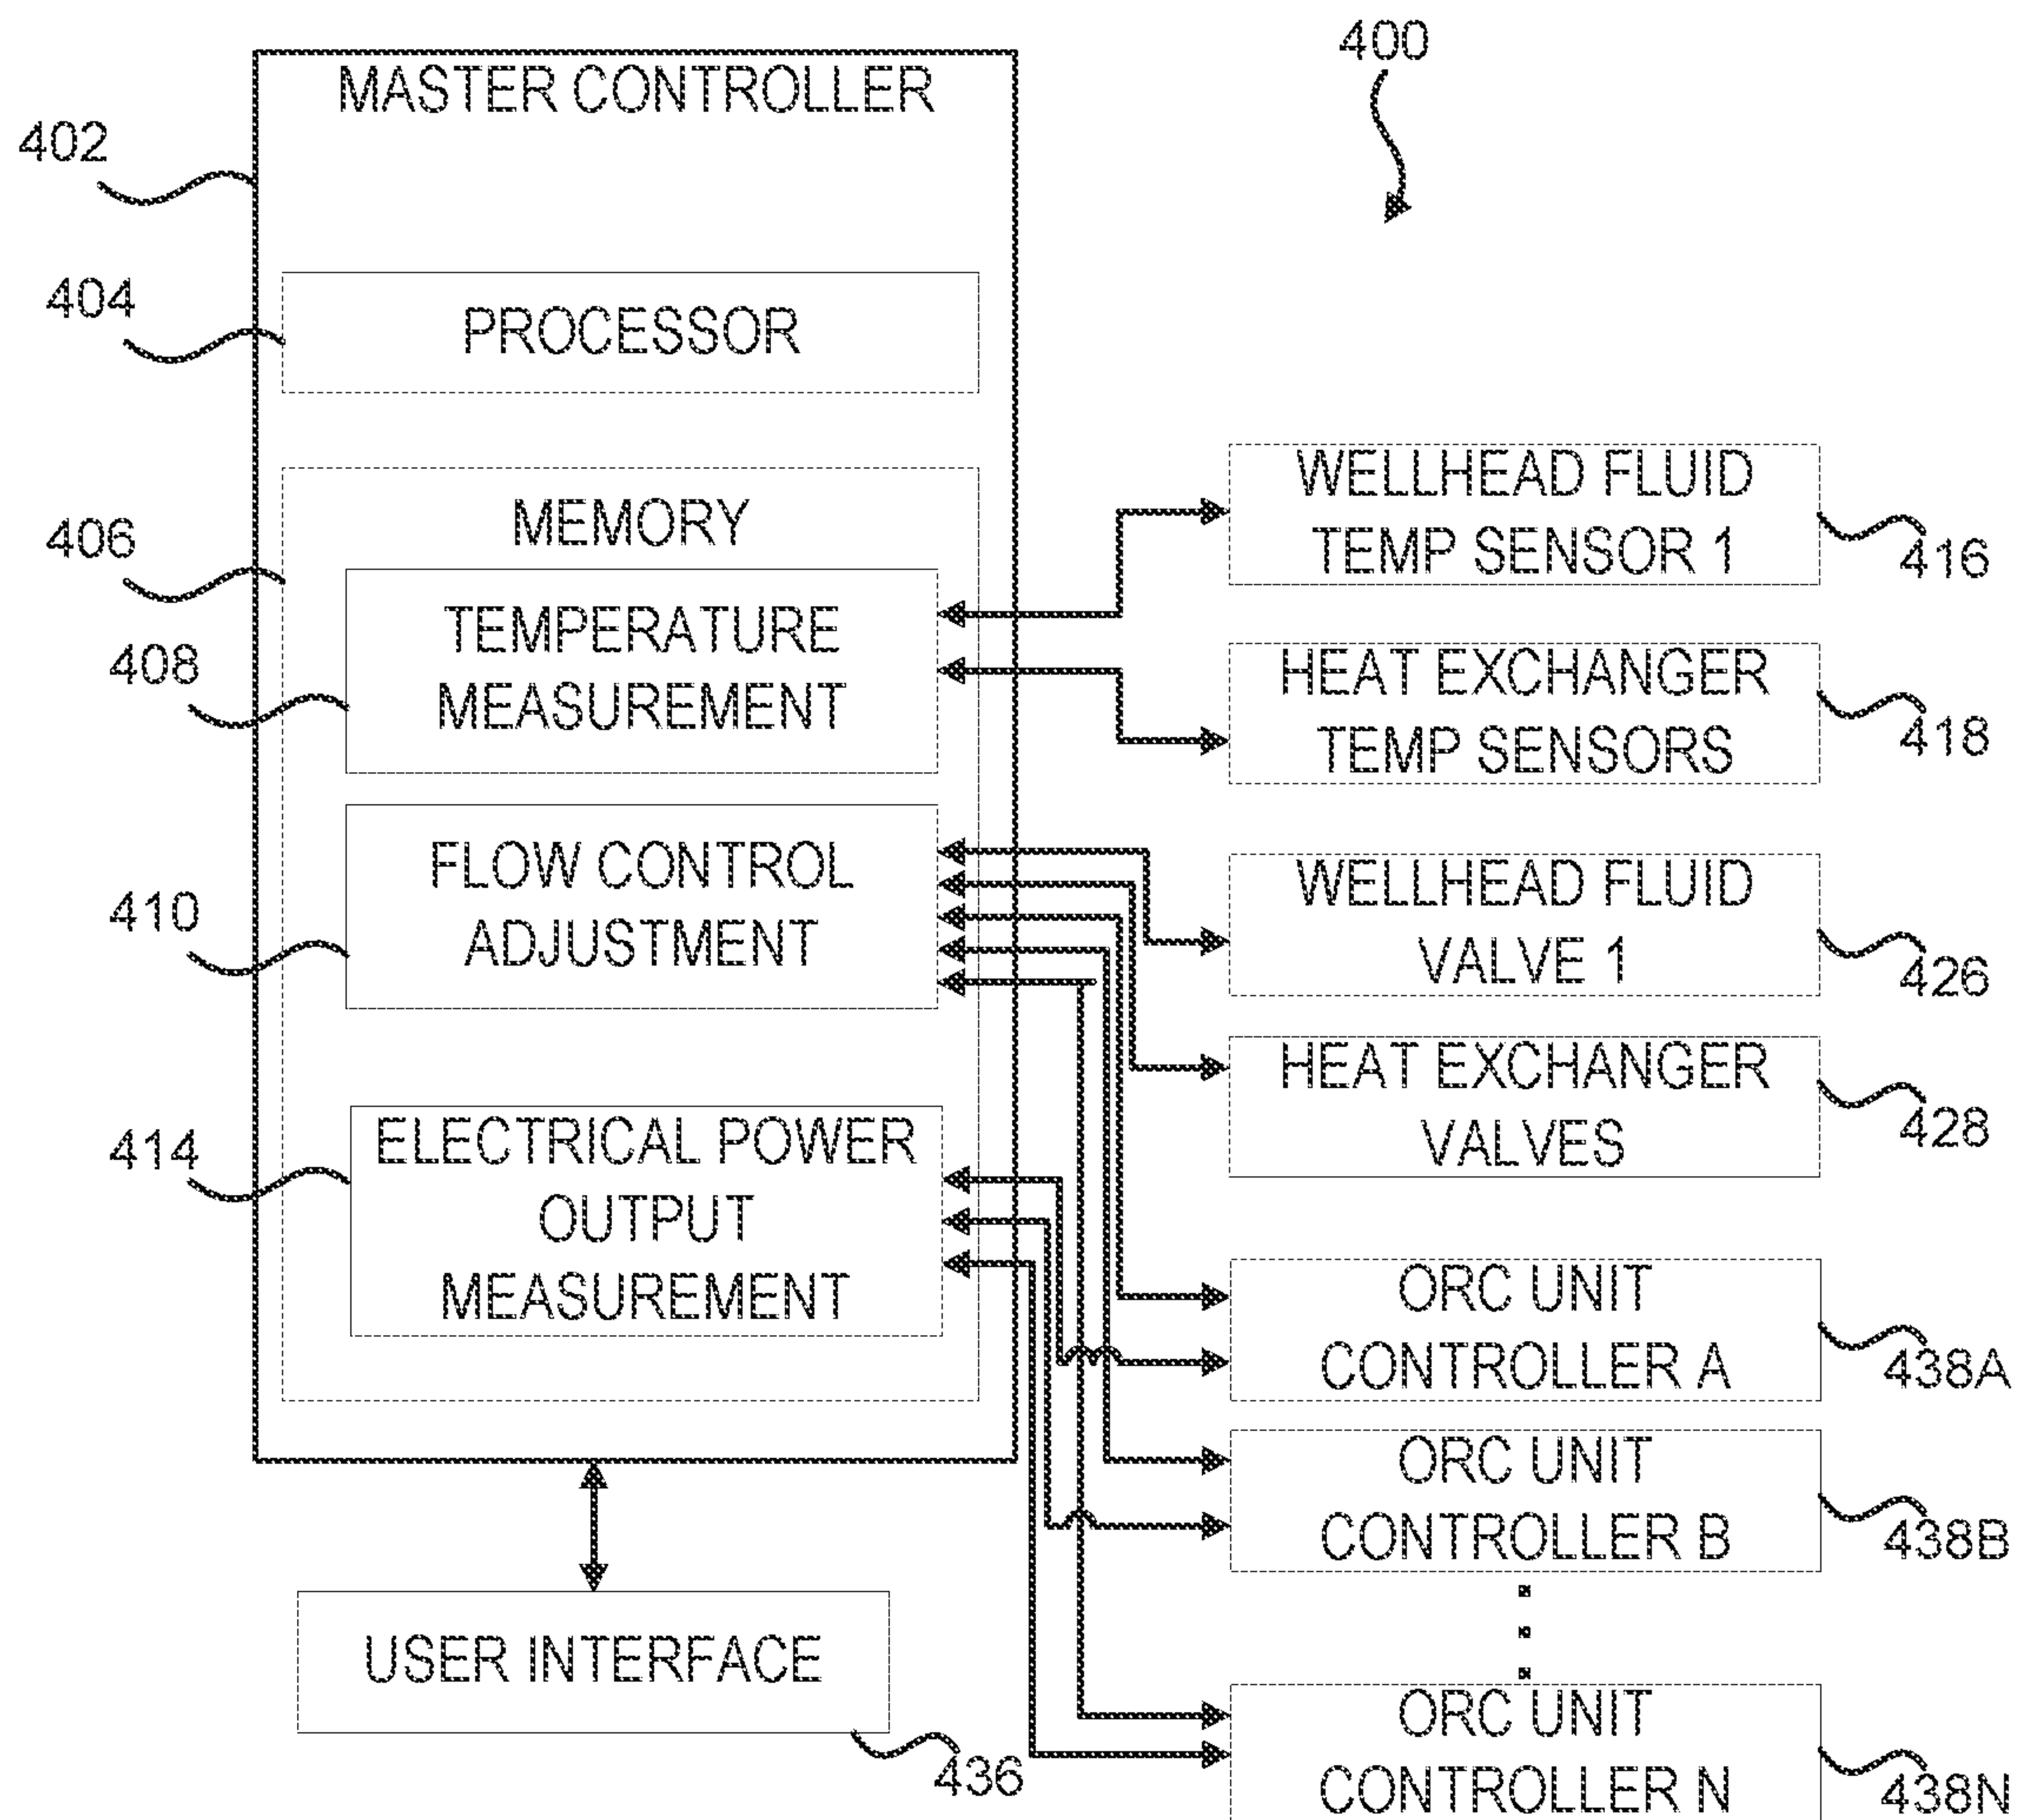 400
MASTER CONTROLLER
402
404
PROCESSOR
406
MEMORY
408
TEMPERATURE
MEASUREMENT
410
FLOW CONTROL
ADJUSTMENT
414
ELECTRICAL POWER
OUTPUT
MEASUREMENT
USER INTERFACE
436
WELLHEAD FLUID
TEMP SENSOR 1
416
HEAT EXCHANGER
TEMP SENSORS
418
WELLHEAD FLUID
VALVE 1
426
HEAT EXCHANGER
VALVES
428
ORC UNIT
CONTROLLER A
438A
ORC UNIT
CONTROLLER B
438B
ORC UNIT
CONTROLLER N
438N